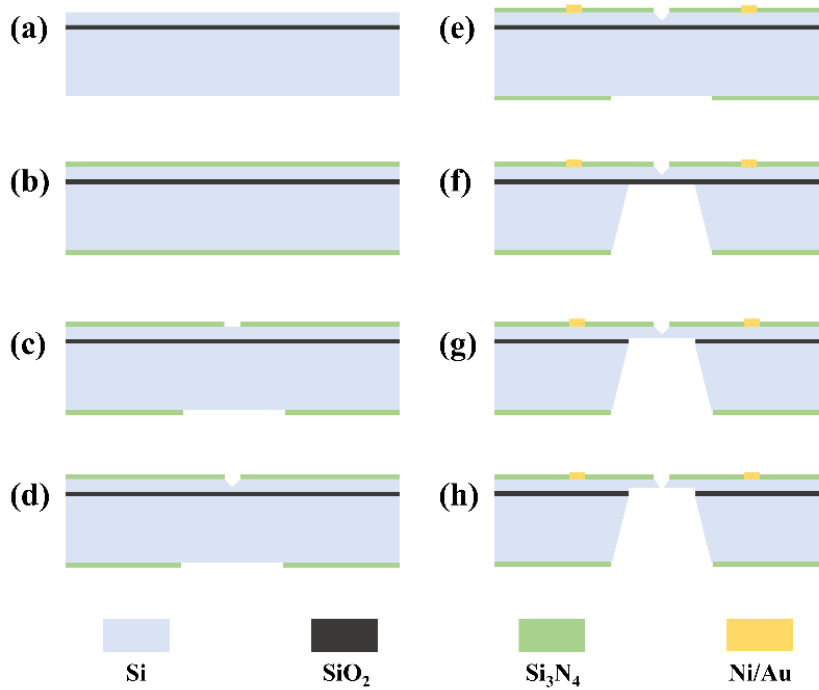 (a)
(b)
(c)
(d)
(e)
(f)
(g)
(h)
Si
SiO₂
Si₃N₄
Ni/Au